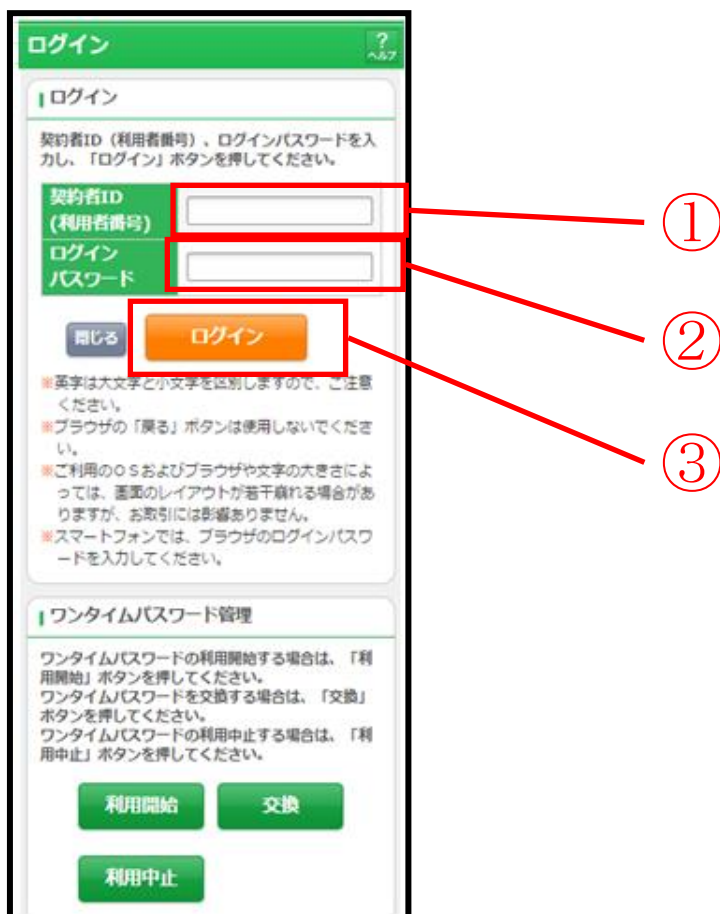 ログイン
?
ヘルプ
ログイン
契約者ID(利用者番号)、ログインパスワードを入
力し、「ログイン」ボタンを押してください。
契約者ID
(利用者番号)
①
ログイン
パスワード
②
閉じる
ログイン
③
※英字は大文字と小文字を区別しますので、ご注意
ください。
※ブラウザの「戻る」ボタンは使用しないでくださ
い。
※ご利用のOSおよびブラウザや文字の大きさによ
っては、画面のレイアウトが若干崩れる場合があ
りますが、お取引には影響ありません。
※スマートフォンでは、ブラウザのログインパスワ
ードを入力してください。
ワンタイムパスワード管理
ワンタイムパスワードの利用開始する場合は、「利
用開始」ボタンを押してください。
ワンタイムパスワードを交換する場合は、「交換」
ボタンを押してください。
ワンタイムパスワードの利用中止する場合は、「利
用中止」ボタンを押してください。
利用開始
交換
利用中止